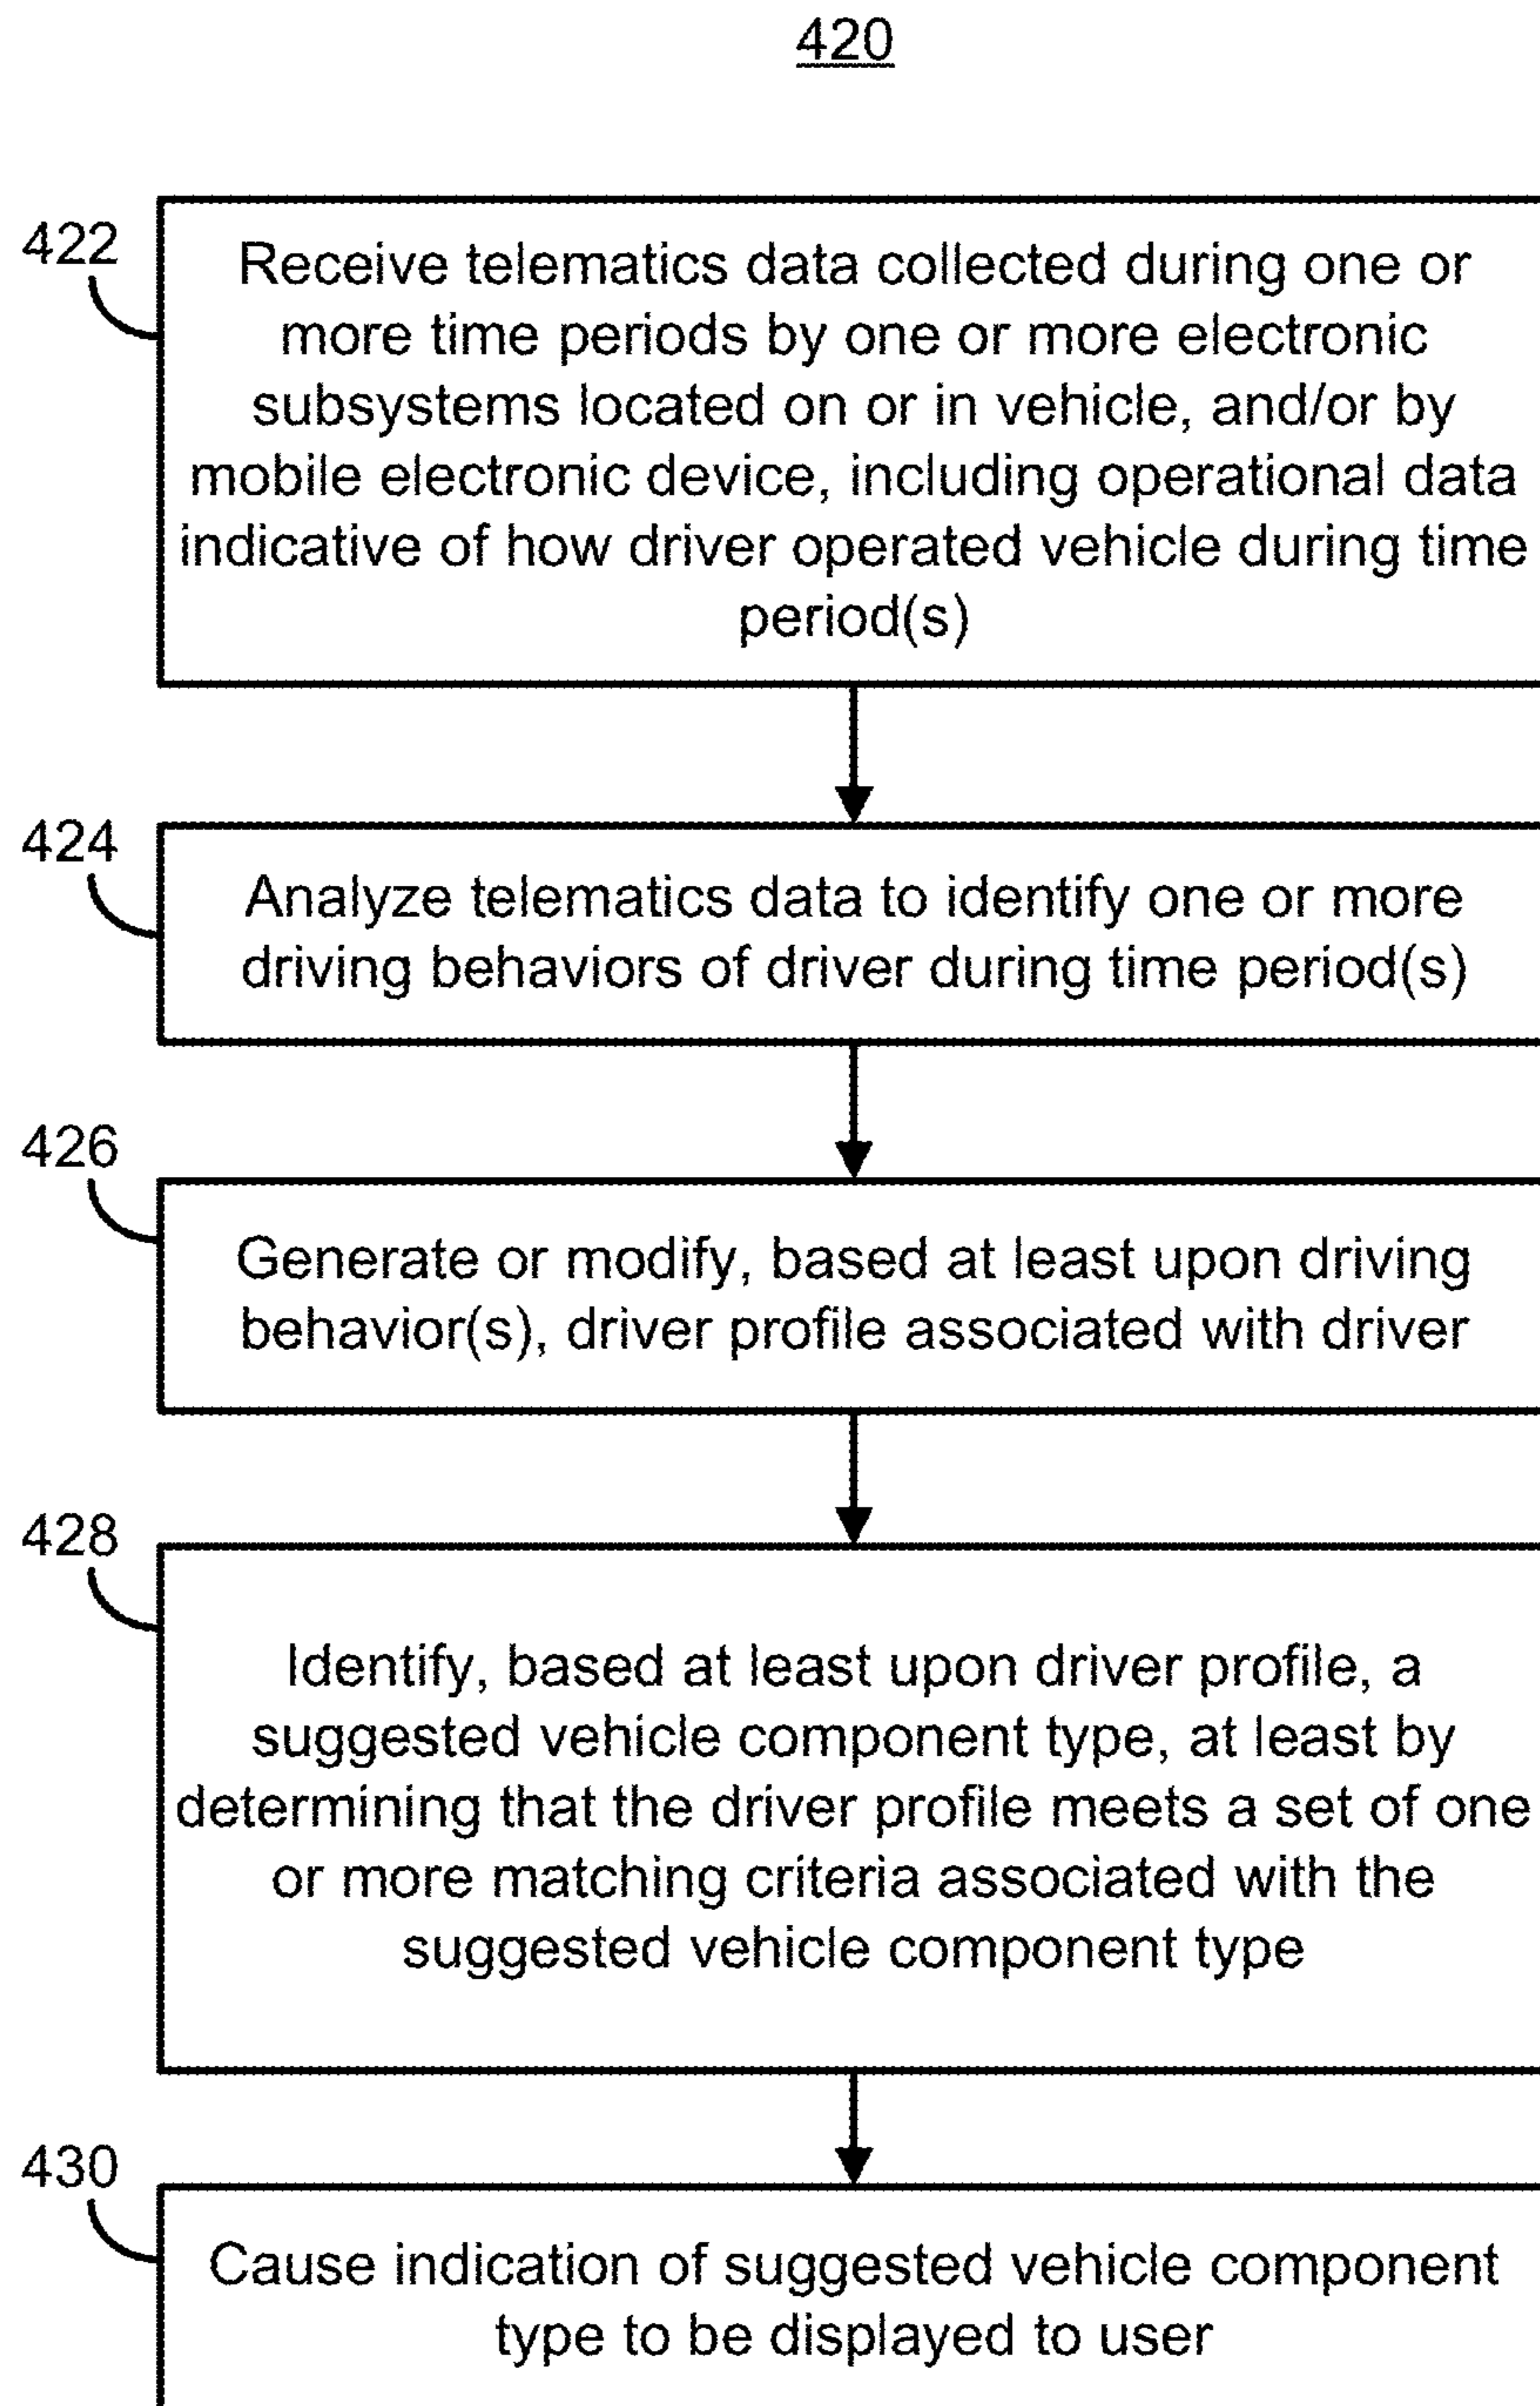 420
422
Receive telematics data collected during one or
more time periods by one or more electronic
subsystems located on or in vehicle, and/or by
mobile electronic device, including operational data
indicative of how driver operated vehicle during time
period(s)
424
Analyze telematics data to identify one or more
driving behaviors of driver during time period(s)
426
Generate or modify, based at least upon driving
behavior(s), driver profile associated with driver
428
Identify, based at least upon driver profile, a
suggested vehicle component type, at least by
determining that the driver profile meets a set of one
or more matching criteria associated with the
suggested vehicle component type
430
Cause indication of suggested vehicle component
type to be displayed to user